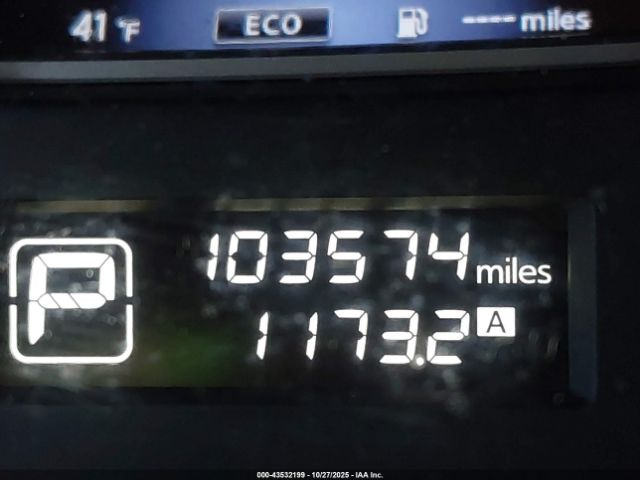 41 °F ECO ---- miles
103574 miles
P
1173.2 A
000-43532199 - 10/27/2025 - IAA Inc.